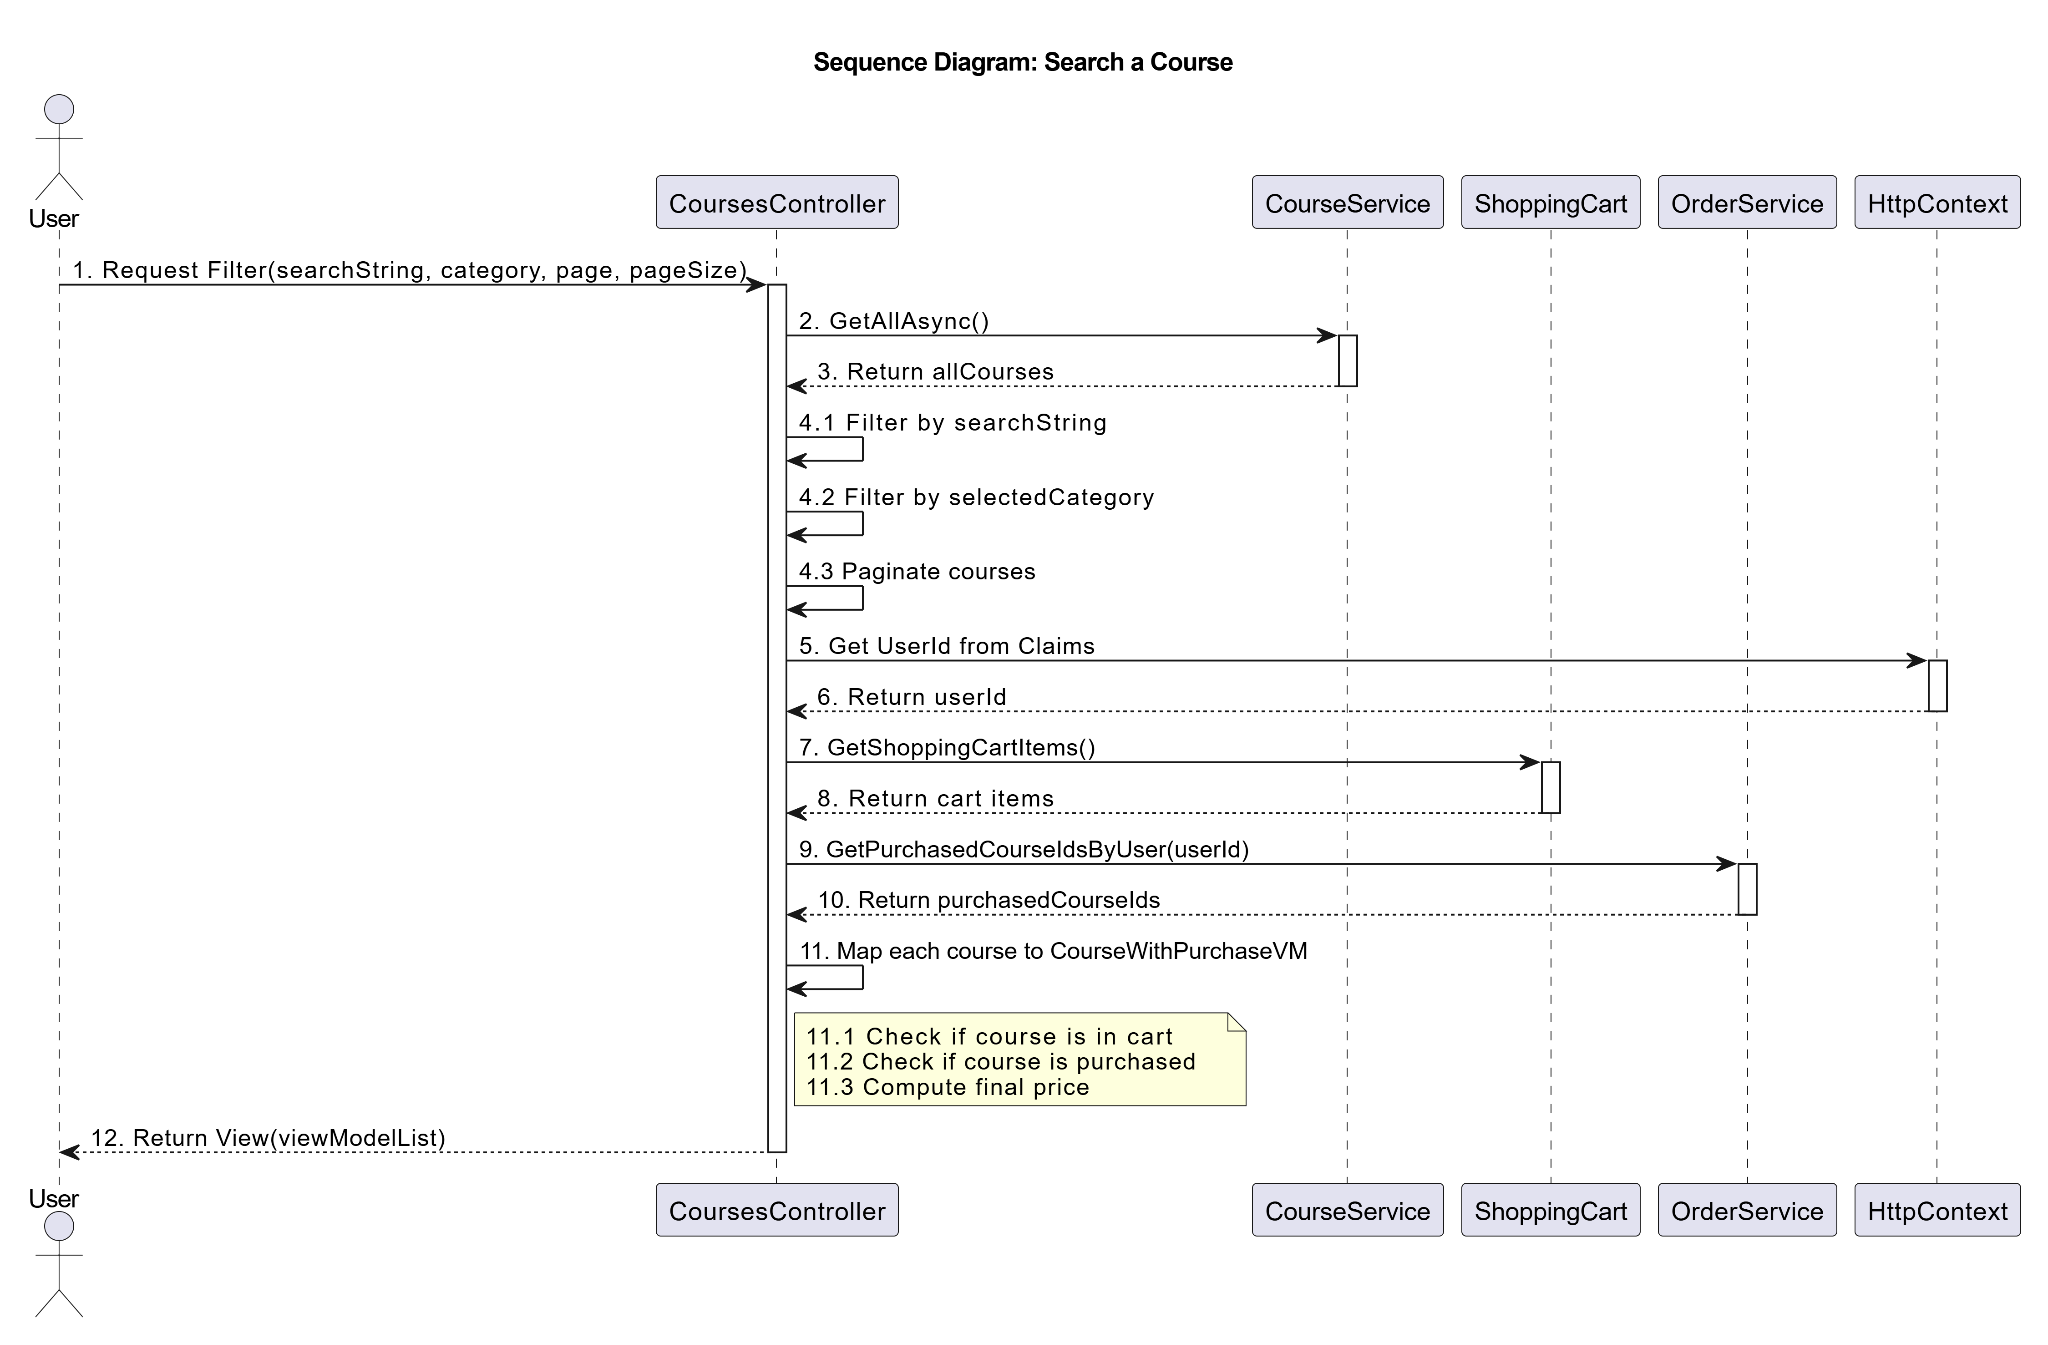 Sequence Diagram: Search a Course
User
CoursesController
CourseService
ShoppingCart
OrderService
HttpContext
1. Request Filter(searchString, category, page, pageSize)
2. GetAllAsync()
3. Return allCourses
4.1 Filter by searchString
4.2 Filter by selectedCategory
4.3 Paginate courses
5. Get UserId from Claims
6. Return userId
7. GetShoppingCartItems()
8. Return cart items
9. GetPurchasedCourseIdsByUser(userId)
10. Return purchasedCourseIds
11. Map each course to CourseWithPurchaseVM
11.1 Check if course is in cart
11.2 Check if course is purchased
11.3 Compute final price
12. Return View(viewModelList)
User
CoursesController
CourseService
ShoppingCart
OrderService
HttpContext